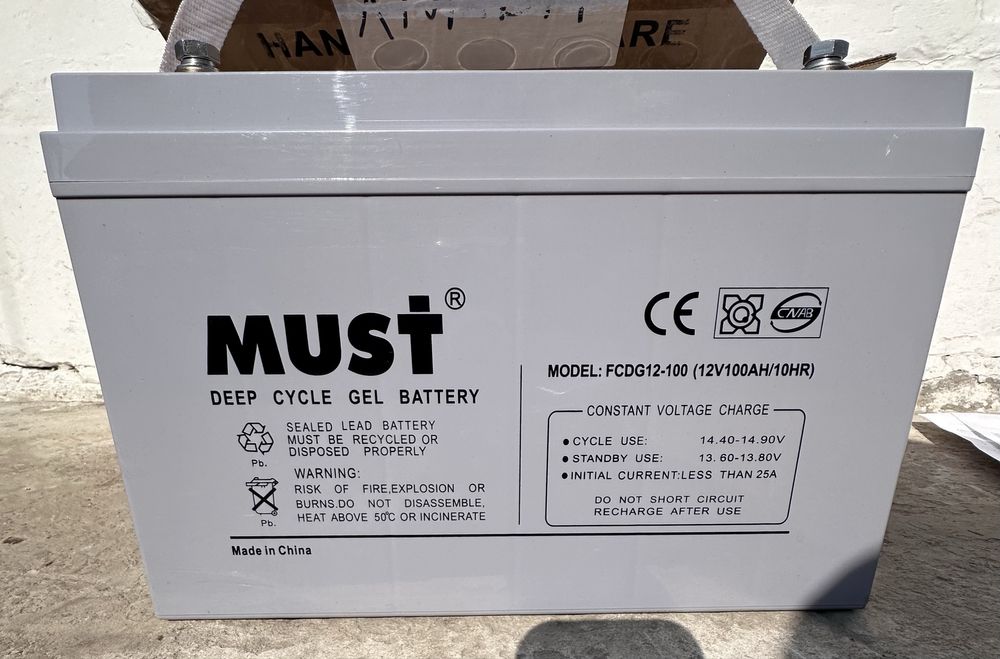 HAN
RE
MUST®
DEEP CYCLE GEL BATTERY
SEALED LEAD BATTERY
MUST BE RECYCLED OR
DISPOSED PROPERLY
Pb.
WARNING:
RISK OF FIRE,EXPLOSION OR
BURNS.DO NOT DISASSEMBLE,
HEAT ABOVE 50℃ OR INCINERATE
Pb.
Made in China
CE
CNAB
MODEL: FCDG12-100 (12V100AH/10HR)
CONSTANT VOLTAGE CHARGE
● CYCLE USE: 14.40-14.90V
● STANDBY USE: 13.60-13.80V
● INITIAL CURRENT:LESS THAN 25A
DO NOT SHORT CIRCUIT
RECHARGE AFTER USE